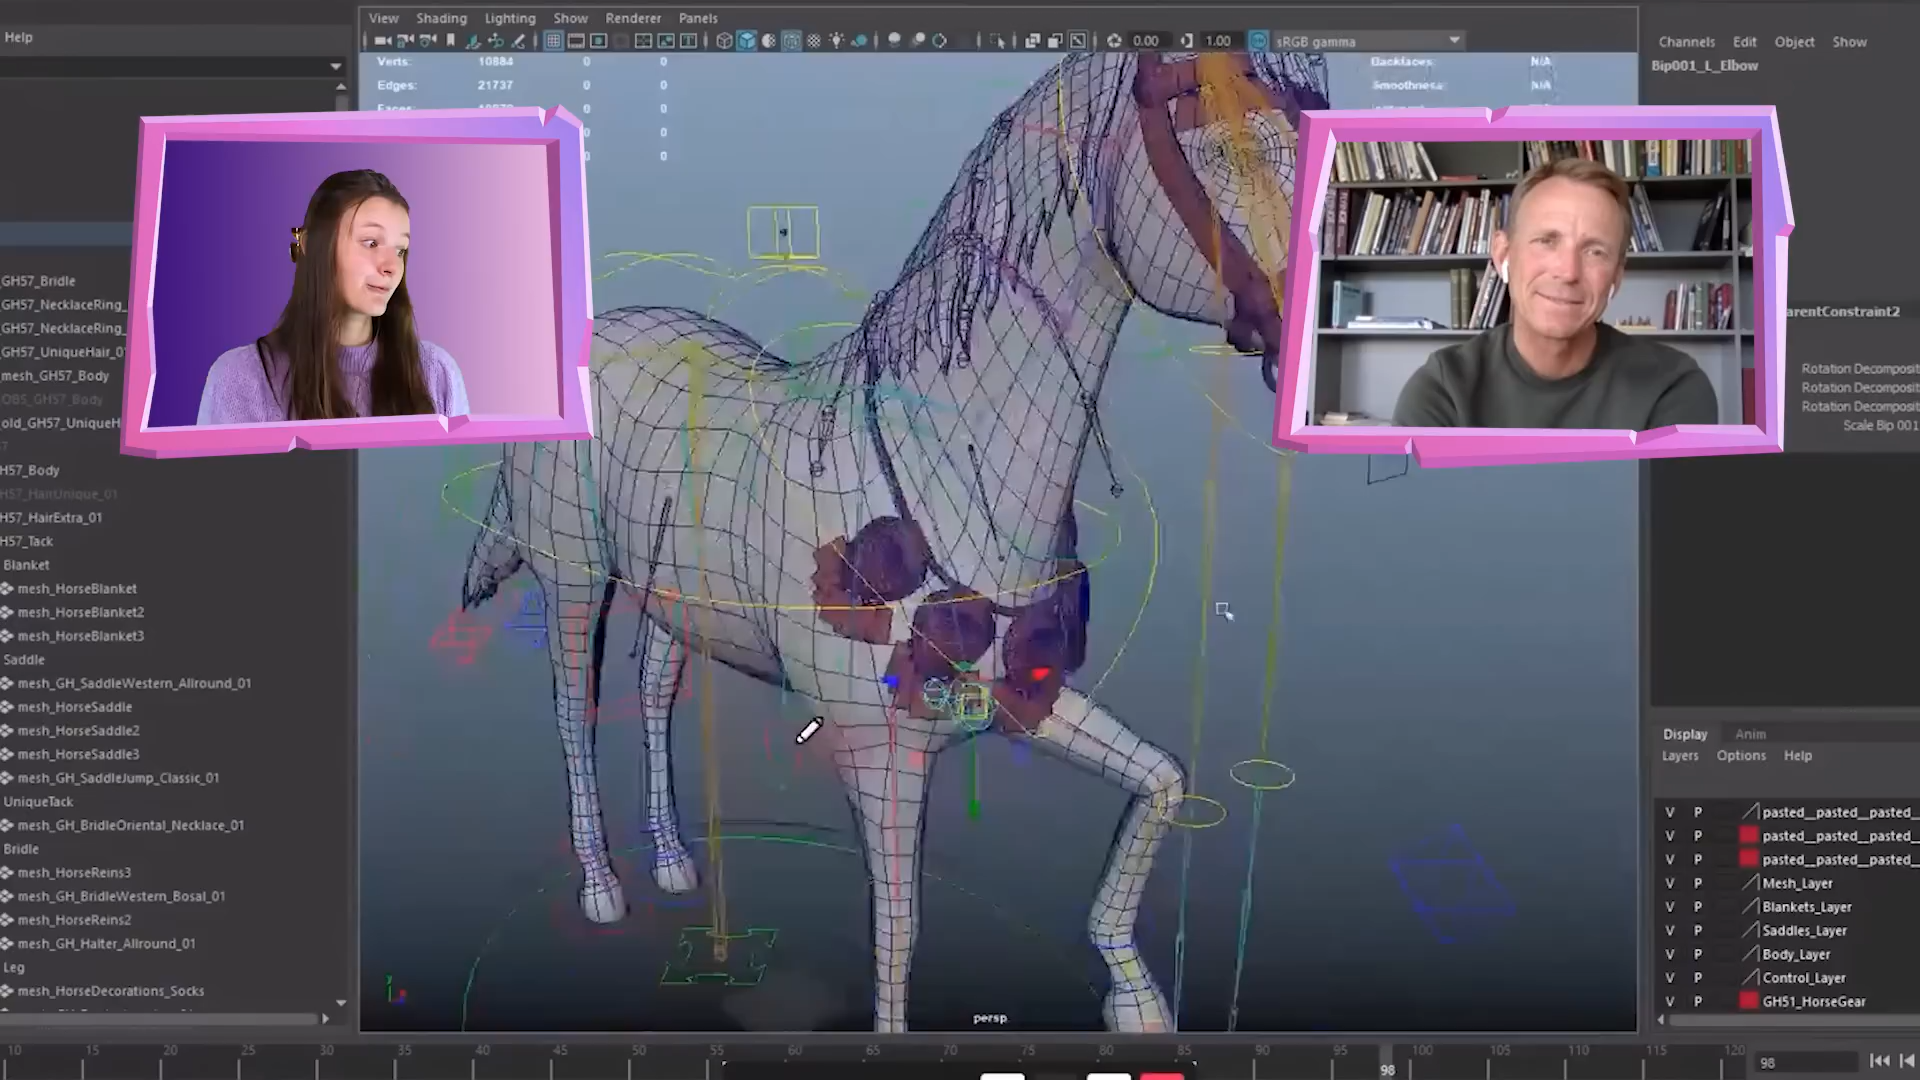 Help
View Shading Lighting Show Renderer Panels
0.00 1.00 sRGB gamma
Verts: 10884 0 0
Edges: 21737 0 0
0 0
0 0
Backfaces: N/A
Smoothness: N/A
Channels Edit Object Show
Bip001_L_Elbow
arentConstraint2
Rotation Decomposit
Rotation Decomposit
Rotation Decomposit
Scale Bip 001
GH57_Bridle
GH57_NecklaceRing_
GH57_NecklaceRing_
GH57_UniqueHair_0
mesh_GH57_Body
OBS_GH57_Body
old_GH57_UniqueH
H57_Body
H57_HairUnique_01
H57_HairExtra_01
H57_Tack
Blanket
mesh_HorseBlanket
mesh_HorseBlanket2
mesh_HorseBlanket3
Saddle
mesh_GH_SaddleWestern_Allround_01
mesh_HorseSaddle
mesh_HorseSaddle2
mesh_HorseSaddle3
mesh_GH_SaddleJump_Classic_01
UniqueTack
mesh_GH_BridleOriental_Necklace_01
Bridle
mesh_HorseReins3
mesh_GH_BridleWestern_Bosal_01
mesh_HorseReins2
mesh_GH_Halter_Allround_01
Leg
mesh_HorseDecorations_Socks
persp
Display Anim
Layers Options Help
V P pasted__pasted__pasted_
V P pasted__pasted__pasted_
V P pasted__pasted__pasted_
V P Mesh_Layer
V P Blankets_Layer
V P Saddles_Layer
V P Body_Layer
V P Control_Layer
V P GH51_HorseGear
10 15 20 25 30 35 40 45 50 55 60 65 70 75 80 85 90 95 98 100 105 110 115 120
98